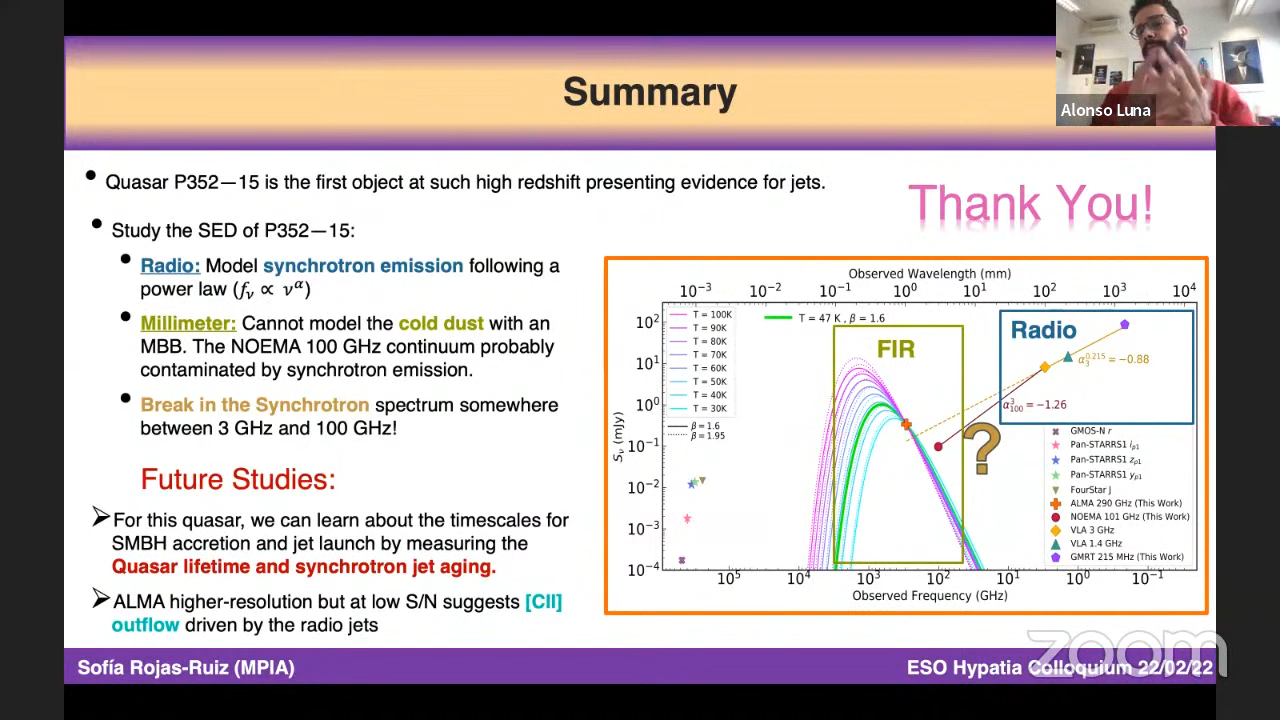 Alonso Luna
Summary
• Quasar P352—15 is the first object at such high redshift presenting evidence for jets.
Thank You!
• Study the SED of P352—15:
• Radio: Model synchrotron emission following a
power law (fν ∝ ν^α)
• Millimeter: Cannot model the cold dust with an
MBB. The NOEMA 100 GHz continuum probably
contaminated by synchrotron emission.
• Break in the Synchrotron spectrum somewhere
between 3 GHz and 100 GHz!
Future Studies:
➢ For this quasar, we can learn about the timescales for
SMBH accretion and jet launch by measuring the
Quasar lifetime and synchrotron jet aging.
➢ ALMA higher-resolution but at low S/N suggests [CII]
outflow driven by the radio jets
Observed Wavelength (mm)
10^−3 10^−2 10^−1 10^0 10^1 10^2 10^3 10^4
T = 100K
T = 90K
T = 80K
T = 70K
T = 60K
T = 50K
T = 40K
T = 30K
β = 1.6
β = 1.95
T = 47 K , β = 1.6
FIR
Radio
α_3^0.215 = −0.88
α_100^3 = −1.26
?
Sν (mJy)
10^2
10^1
10^0
10^−1
10^−2
10^−3
10^−4
GMOS-N r
Pan-STARRS1 i_p1
Pan-STARRS1 z_p1
Pan-STARRS1 y_p1
FourStar J
ALMA 290 GHz (This Work)
NOEMA 101 GHz (This Work)
VLA 3 GHz
VLA 1.4 GHz
GMRT 215 MHz (This Work)
10^5 10^4 10^3 10^2 10^1 10^0 10^−1
Observed Frequency (GHz)
Sofía Rojas-Ruiz (MPIA)
ESO Hypatia Colloquium 22/02/22
zoom